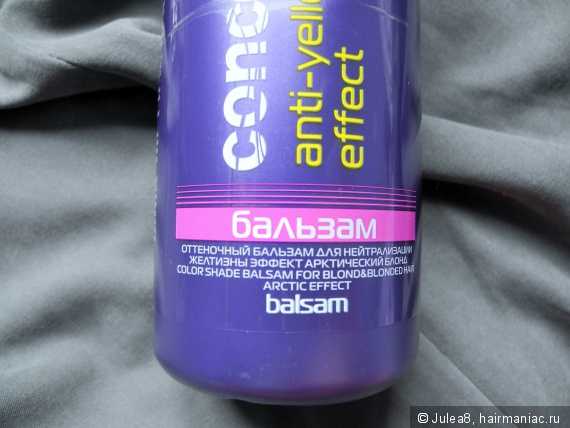 anti-yello
effect
бальзам
ОТТЕНОЧНЫЙ БАЛЬЗАМ ДЛЯ НЕЙТРАЛИЗАЦИИ
ЖЕЛТИЗНЫ ЭФФЕКТ АРКТИЧЕСКИЙ БЛОНД
COLOR SHADE BALSAM FOR BLOND&BLONDED HAIR
ARCTIC EFFECT
balsam
© Julea8, hairmaniac.ru